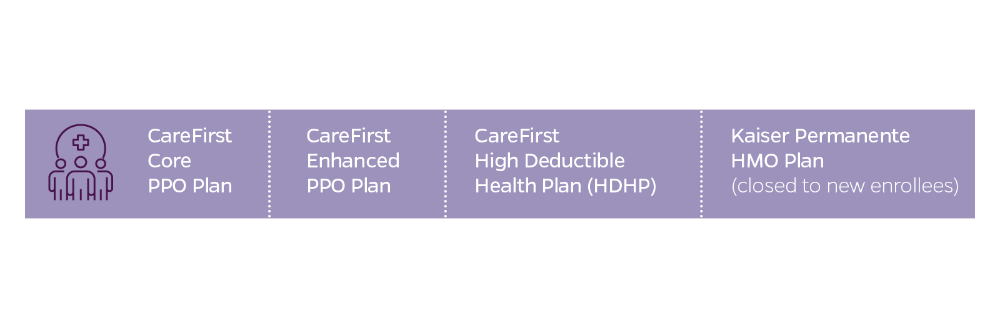 CareFirst
Core
PPO Plan
CareFirst
Enhanced
PPO Plan
CareFirst
High Deductible
Health Plan (HDHP)
Kaiser Permanente
HMO Plan
(closed to new enrollees)